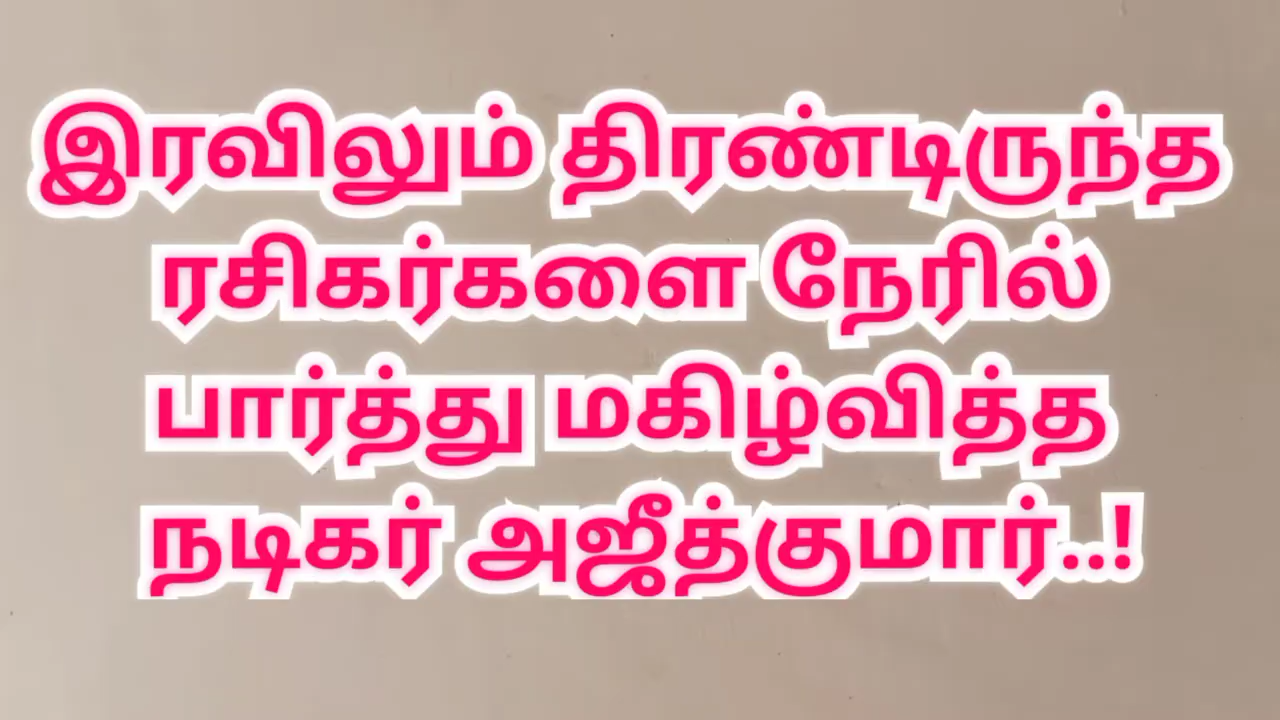 இரவிலும் திரண்டிருந்த
ரசிகர்களை நேரில்
பார்த்து மகிழ்வித்த
நடிகர் அஜீத்குமார்..!